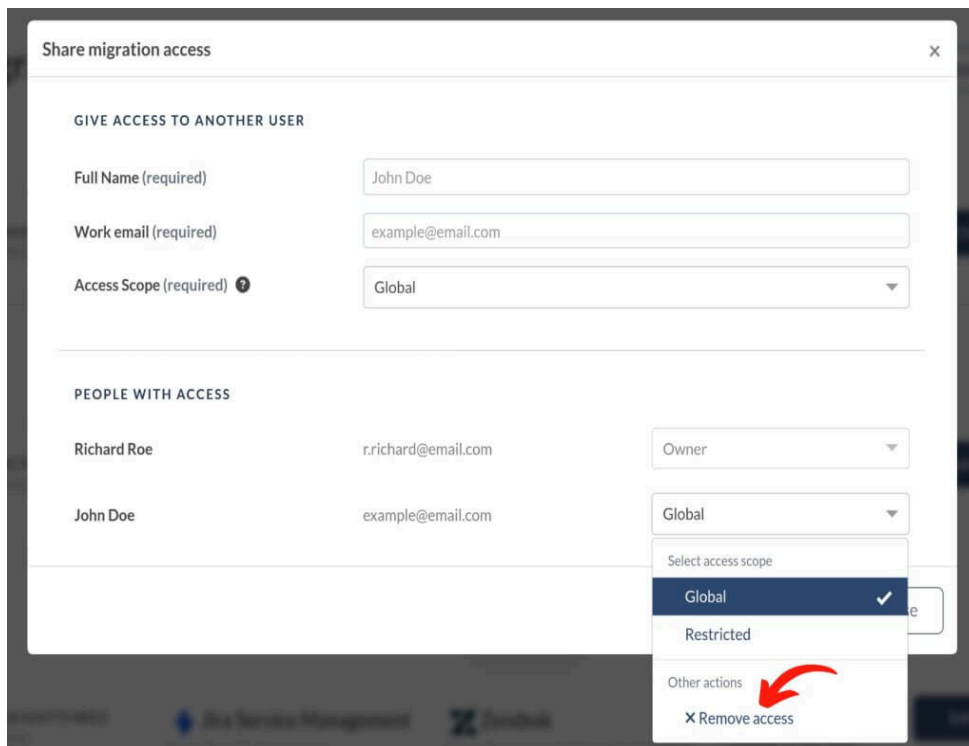 Share migration access
×
GIVE ACCESS TO ANOTHER USER
Full Name (required)
John Doe
Work email (required)
example@email.com
Access Scope (required) ?
Global
PEOPLE WITH ACCESS
Richard Roe r.richard@email.com Owner
John Doe example@email.com Global
Select access scope
Global
Restricted
Other actions
× Remove access
Jira Service Management Zendesk